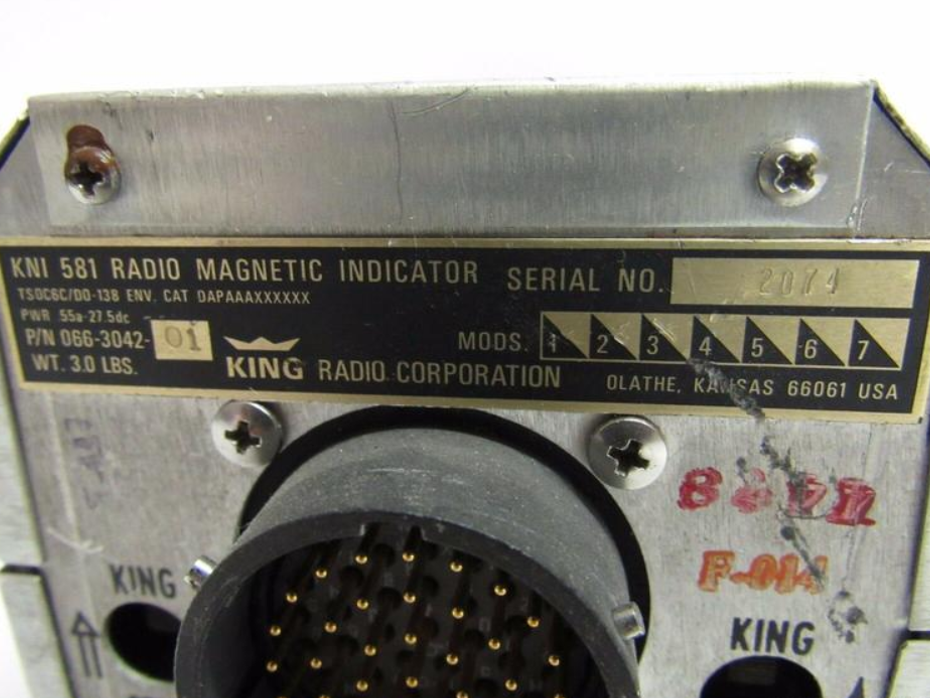 KNI 581 RADIO MAGNETIC INDICATOR SERIAL NO. 2074
TSOC6C/DO-138 ENV. CAT DAPAAAXXXXXX
PWR .55a-27.5dc
P/N 066-3042-01
WT. 3.0 LBS.
MODS. 1 2 3 4 5 6 7
KING RADIO CORPORATION
OLATHE, KANSAS 66061 USA
F-014
KING
KING